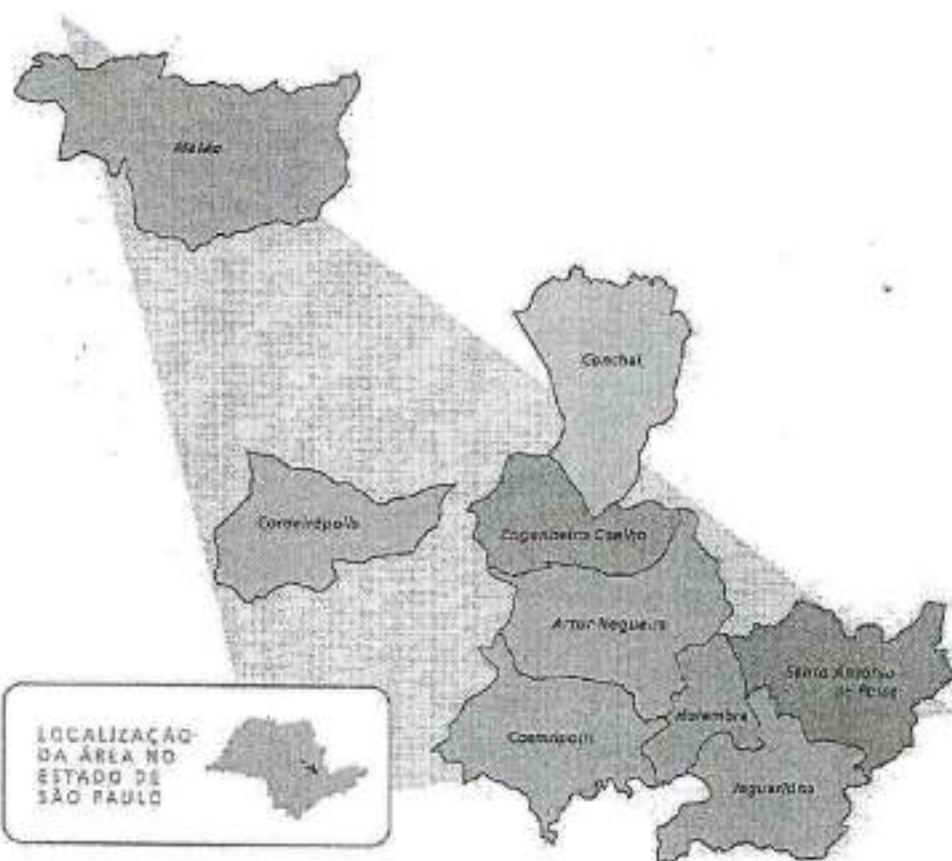 Conchal
Cordeirópolis
Engenheiro Coelho
Artur Nogueira
Santo Antônio
de Posse
Holambra
Cosmópolis
Jaguariúna
LOCALIZAÇÃO
DA ÁREA NO
ESTADO DE
SÃO PAULO